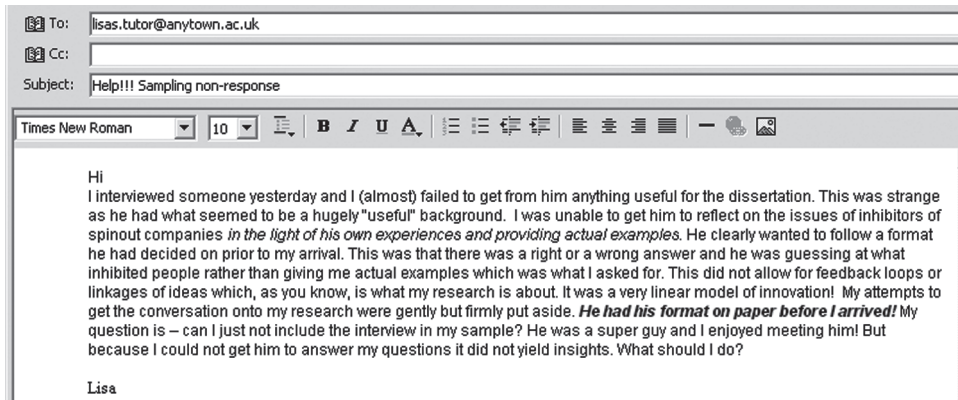 To: lisas.tutor@anytown.ac.uk
Cc:
Subject: Help!!! Sampling non-response
Times New Roman 10 B I U A
Hi
I interviewed someone yesterday and I (almost) failed to get from him anything useful for the dissertation. This was strange
as he had what seemed to be a hugely "useful" background. I was unable to get him to reflect on the issues of inhibitors of
spinout companies in the light of his own experiences and providing actual examples. He clearly wanted to follow a format
he had decided on prior to my arrival. This was that there was a right or a wrong answer and he was guessing at what
inhibited people rather than giving me actual examples which was what I asked for. This did not allow for feedback loops or
linkages of ideas which, as you know, is what my research is about. It was a very linear model of innovation! My attempts to
get the conversation onto my research were gently but firmly put aside. He had his format on paper before I arrived! My
question is – can I just not include the interview in my sample? He was a super guy and I enjoyed meeting him! But
because I could not get him to answer my questions it did not yield insights. What should I do?
Lisa